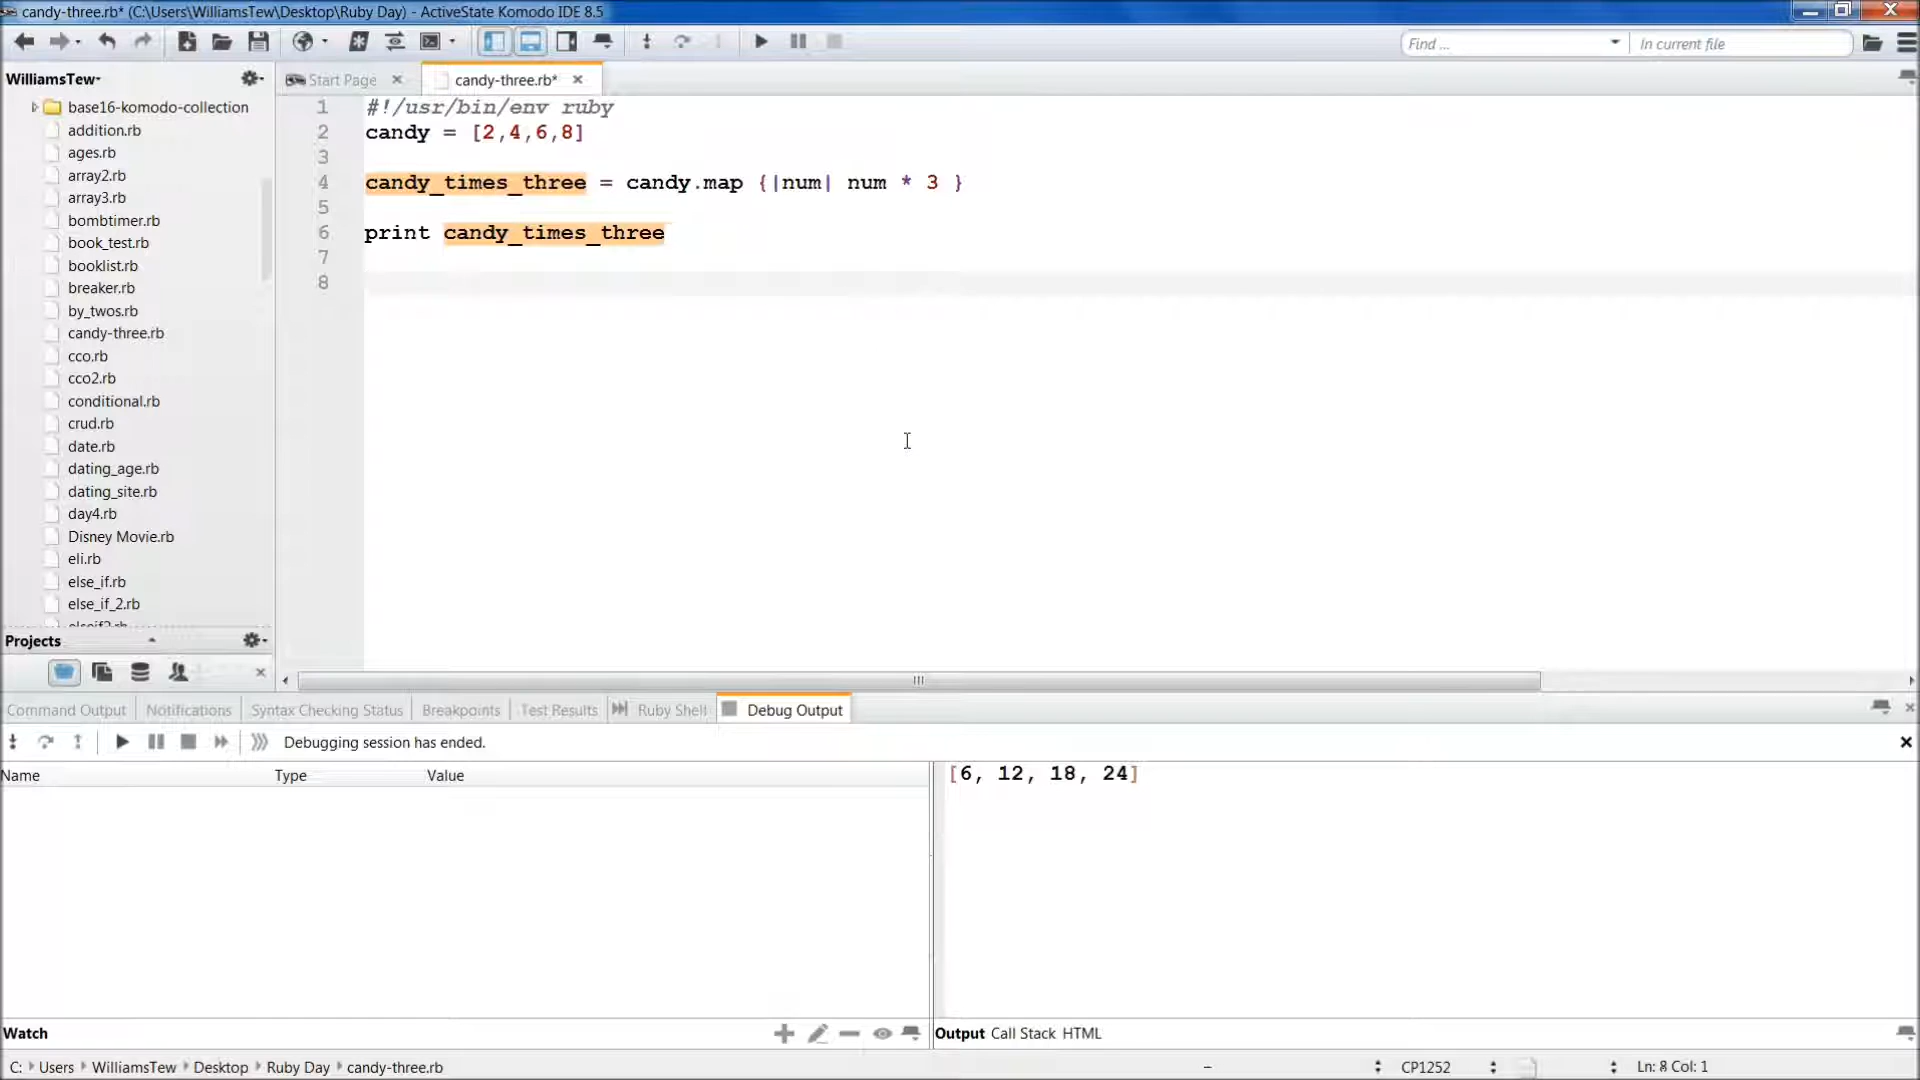 candy-three.rb* (C:\Users\WilliamsTew\Desktop\Ruby Day) - ActiveState Komodo IDE 8.5
Find ...
In current file
WilliamsTew
Start Page
candy-three.rb*
base16-komodo-collection
addition.rb
ages.rb
array2.rb
array3.rb
bombtimer.rb
book_test.rb
booklist.rb
breaker.rb
by_twos.rb
candy-three.rb
cco.rb
cco2.rb
conditional.rb
crud.rb
date.rb
dating_age.rb
dating_site.rb
day4.rb
Disney Movie.rb
eli.rb
else_if.rb
else_if_2.rb
1 #!/usr/bin/env ruby
2 candy = [2,4,6,8]
3
4 candy_times_three = candy.map {|num| num * 3 }
5
6 print candy_times_three
7
8
Projects
Command Output Notifications Syntax Checking Status Breakpoints Test Results Ruby Shell Debug Output
Debugging session has ended.
Name Type Value
[6, 12, 18, 24]
Watch
Output Call Stack HTML
C: Users WilliamsTew Desktop Ruby Day candy-three.rb
CP1252
Ln: 8 Col: 1